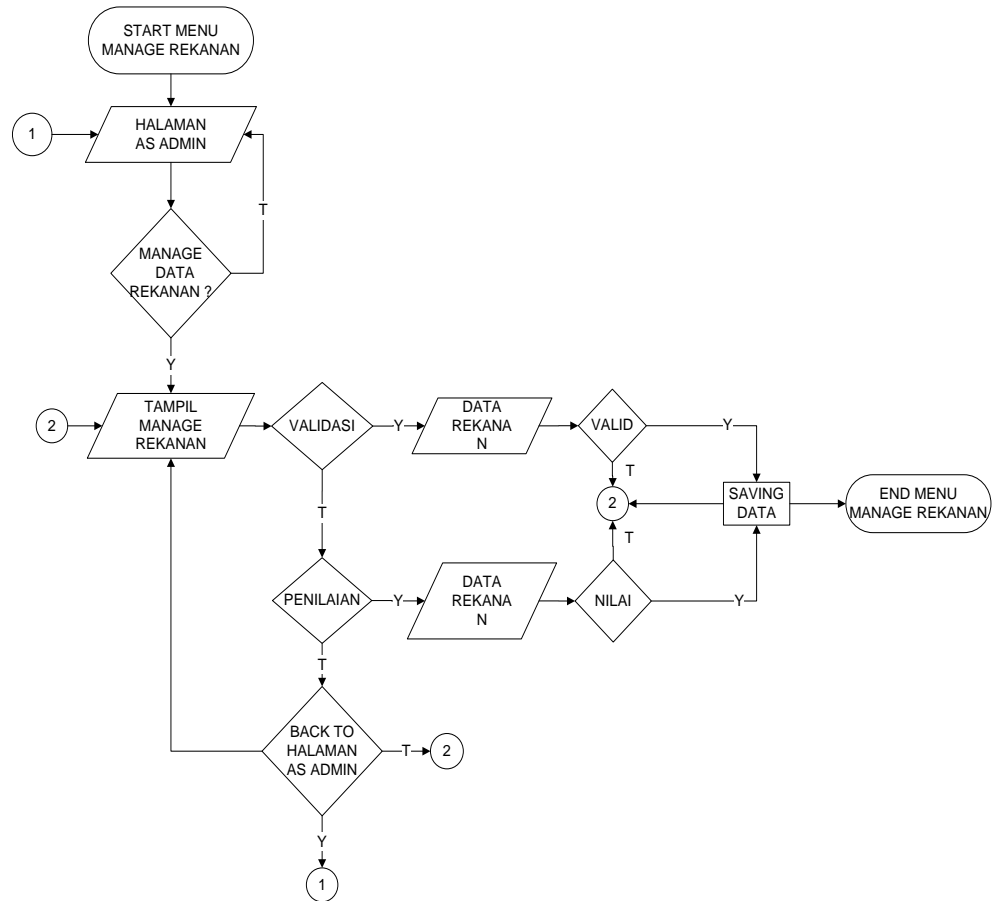 START MENU
MANAGE REKANAN
1
HALAMAN
AS ADMIN
T
MANAGE
DATA
REKANAN ?
Y
2
TAMPIL
MANAGE
REKANAN
VALIDASI
Y
DATA
REKANA
N
VALID
Y
T
2
SAVING
DATA
END MENU
MANAGE REKANAN
T
T
PENILAIAN
Y
DATA
REKANA
N
NILAI
Y
T
BACK TO
HALAMAN
AS ADMIN
T
2
Y
1